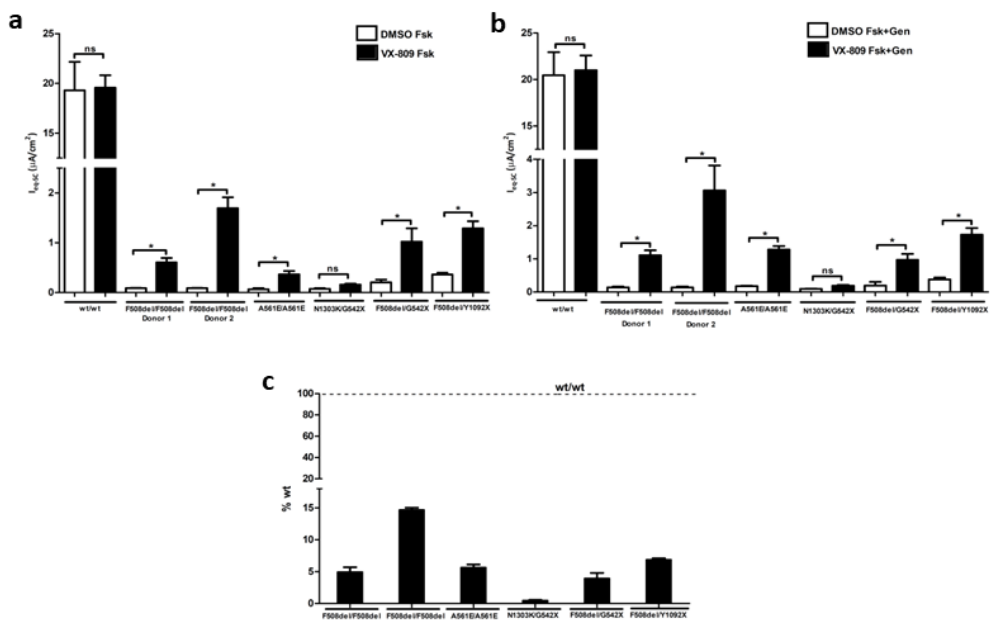 a
DMSO Fsk
VX-809 Fsk
ns
*
*
*
ns
*
*
25
20
15
2
1
0
Ieq-sc (µA/cm²)
wt/wt
F508del/F508del
Donor 1
F508del/F508del
Donor 2
A561E/A561E
N1303K/G542X
F508del/G542X
F508del/Y1092X
b
DMSO Fsk+Gen
VX-809 Fsk+Gen
ns
*
*
*
ns
*
*
25
20
15
4
3
2
1
0
Ieq-sc (µA/cm²)
wt/wt
F508del/F508del
Donor 1
F508del/F508del
Donor 2
A561E/A561E
N1303K/G542X
F508del/G542X
F508del/Y1092X
c
wt/wt
100
80
60
40
20
15
10
5
0
% wt
F508del/F508del
F508del/F508del
A561E/A561E
N1303K/G542X
F508del/G542X
F508del/Y1092X